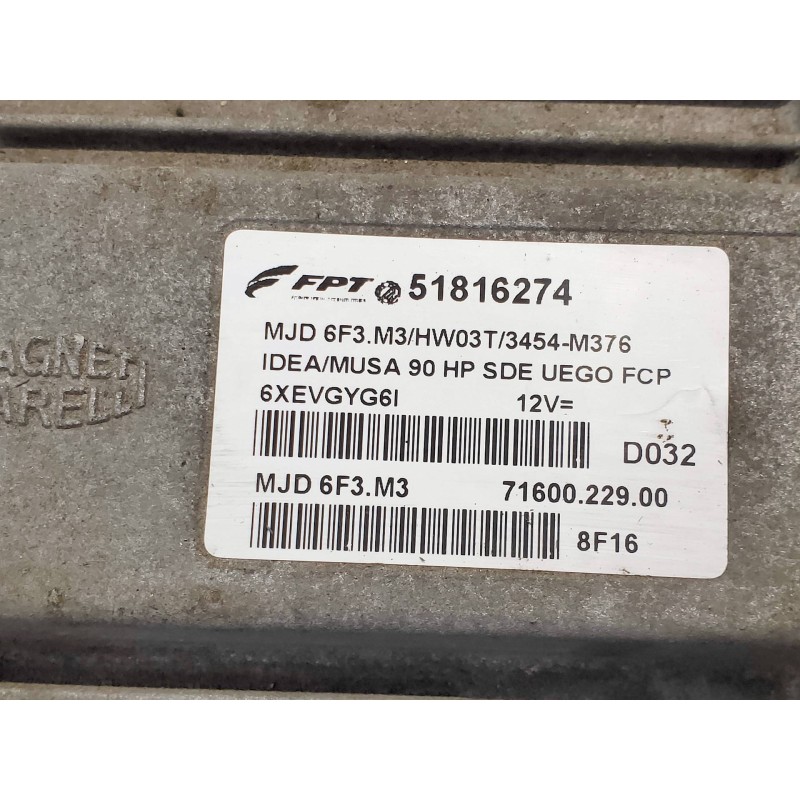 FPT 51816274
MJD 6F3.M3/HW03T/3454-M376
IDEA/MUSA 90 HP SDE UEGO FCP
6XEVGYG6I 12V=
D032
MJD 6F3.M3 71600.229.00
8F16
AGNET
ARELLI